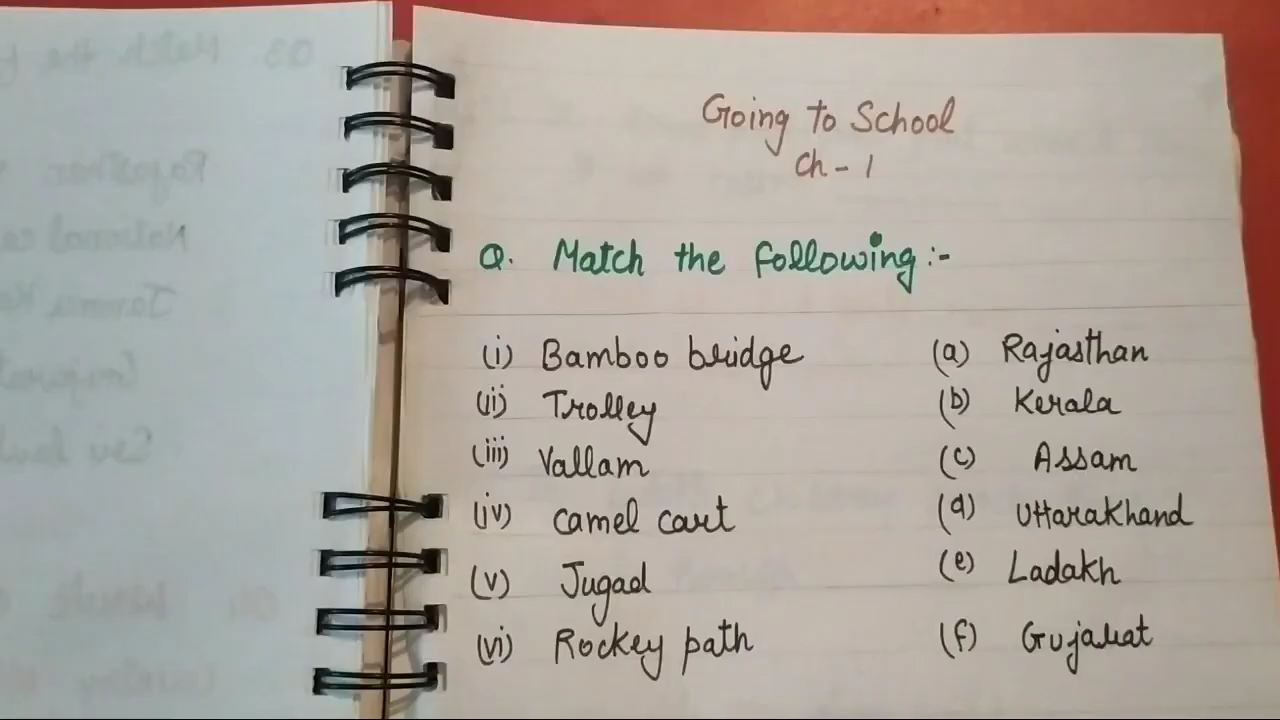 Going to School
Ch - 1
Q. Match the following :-
(i) Bamboo bridge (a) Rajasthan
(ii) Trolley (b) Kerala
(iii) Vallam (c) Assam
(iv) camel cart (d) Uttarakhand
(v) Jugad (e) Ladakh
(vi) Rockey path (f) Gujarat